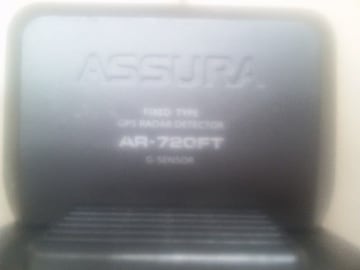 ASSURA
FIXED TYPE
GPS RADAR DETECTOR
AR-720FT
G-SENSOR